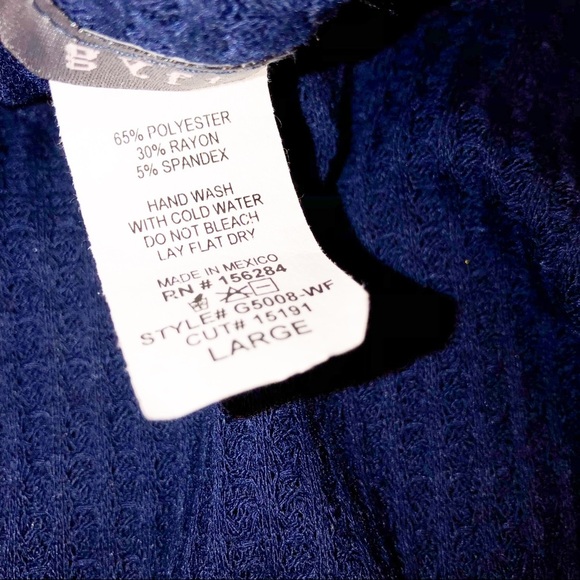 65% POLYESTER
30% RAYON
5% SPANDEX
HAND WASH
WITH COLD WATER
DO NOT BLEACH
LAY FLAT DRY
MADE IN MEXICO
RN # 156284
STYLE# G5008-WF
CUT# 15191
LARGE